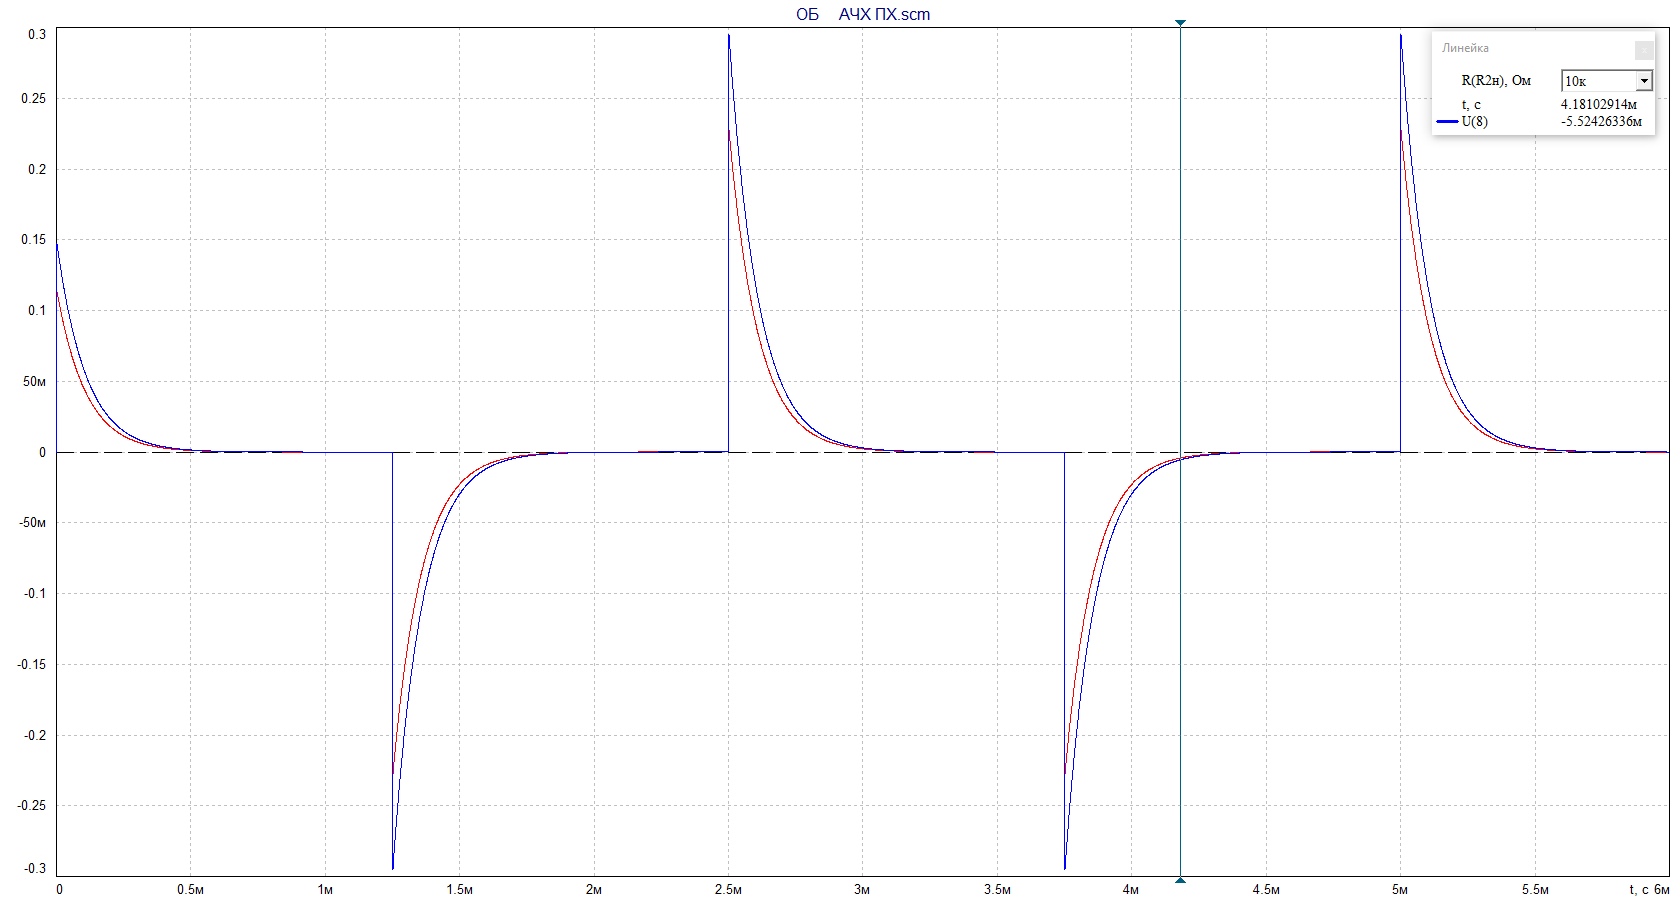 ОБ АЧХ ПХ.scm
0.3
0.25
0.2
0.15
0.1
50м
0
-50м
-0.1
-0.15
-0.2
-0.25
-0.3
0 0.5м 1м 1.5м 2м 2.5м 3м 3.5м 4м 4.5м 5м 5.5м t, с 6м
Линейка
R(R2н), Ом 10к
t, с 4.18102914м
U(8) -5.52426336м